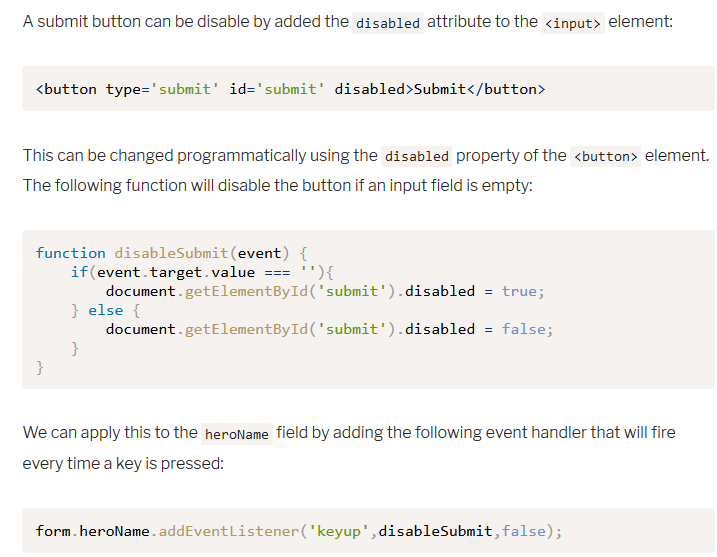 A submit button can be disable by added the disabled attribute to the <input> element:
<button type='submit' id='submit' disabled>Submit</button>
This can be changed programmatically using the disabled property of the <button> element.
The following function will disable the button if an input field is empty:
function disableSubmit(event) {
    if(event.target.value === ''){
        document.getElementById('submit').disabled = true;
    } else {
        document.getElementById('submit').disabled = false;
    }
}
We can apply this to the heroName field by adding the following event handler that will fire
every time a key is pressed:
form.heroName.addEventListener('keyup',disableSubmit,false);